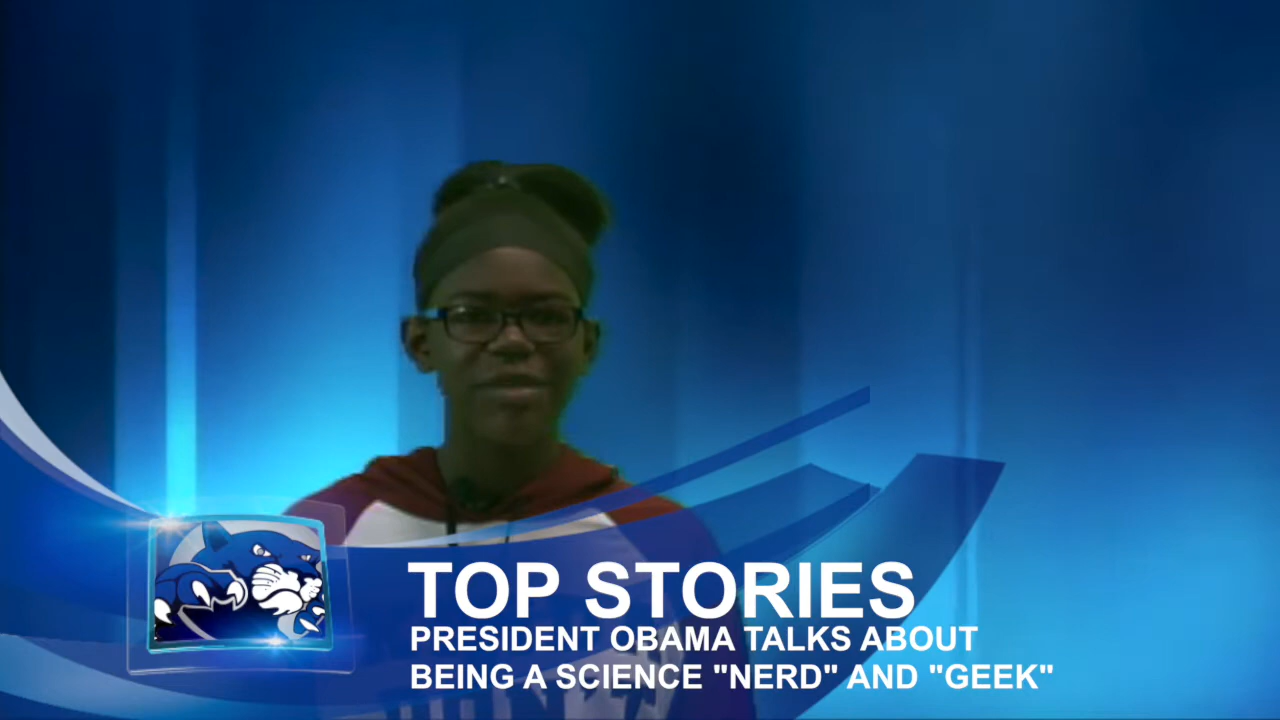 TOP STORIES
PRESIDENT OBAMA TALKS ABOUT
BEING A SCIENCE "NERD" AND "GEEK"